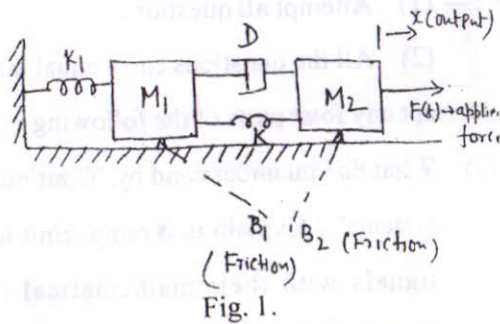 D
x(output)
K1
M1
M2
F(t)→applied
force
K
B1
B2 (Friction)
(Friction)
Fig. 1.